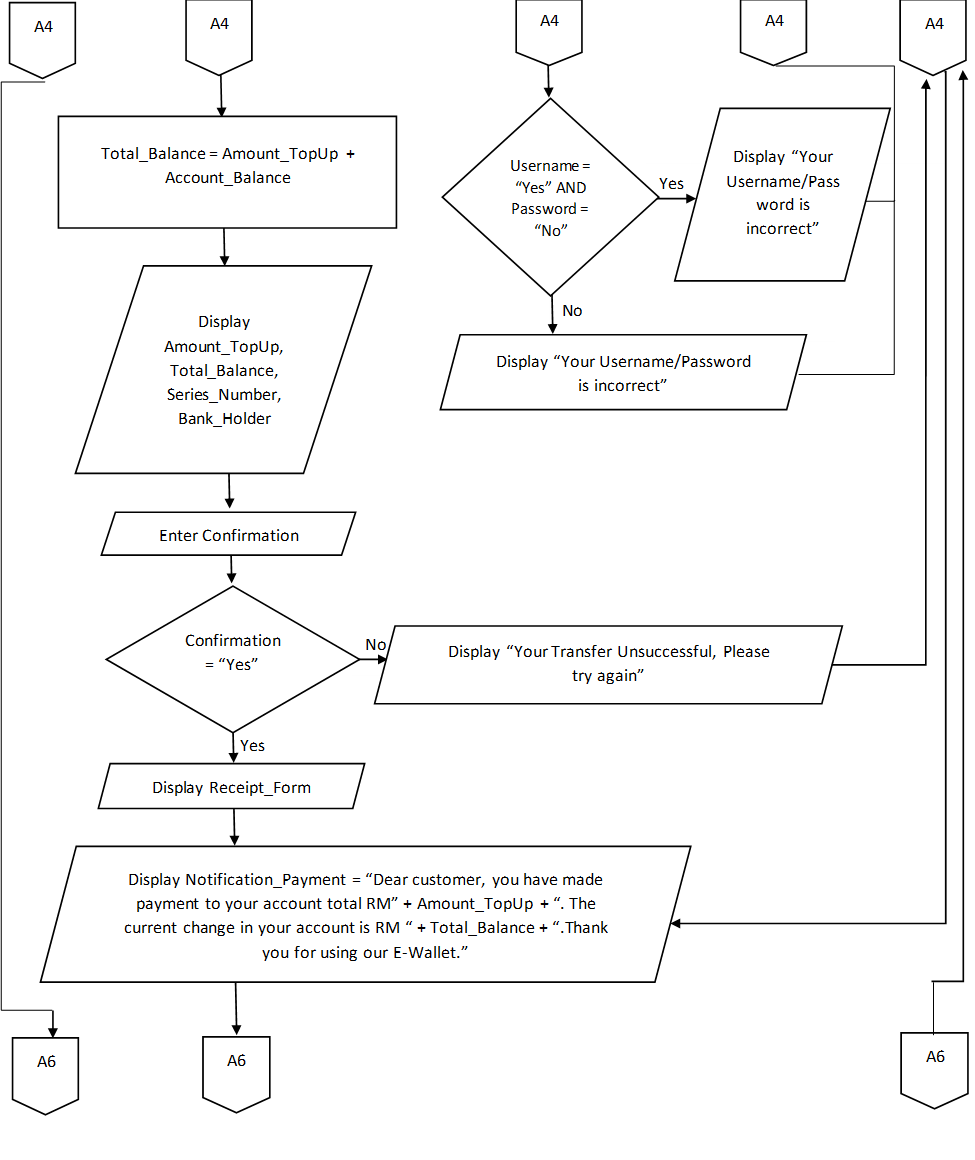 A4
A4
A4
A4
A4
Total_Balance = Amount_TopUp +
Account_Balance
Username =
“Yes” AND
Password =
“No”
Yes
Display “Your
Username/Pass
word is
incorrect”
No
Display “Your Username/Password
is incorrect”
Display
Amount_TopUp,
Total_Balance,
Series_Number,
Bank_Holder
Enter Confirmation
Confirmation
= “Yes”
No
Display “Your Transfer Unsuccessful, Please
try again”
Yes
Display Receipt_Form
Display Notification_Payment = “Dear customer, you have made
payment to your account total RM” + Amount_TopUp + “. The
current change in your account is RM “ + Total_Balance + “.Thank
you for using our E-Wallet.”
A6
A6
A6